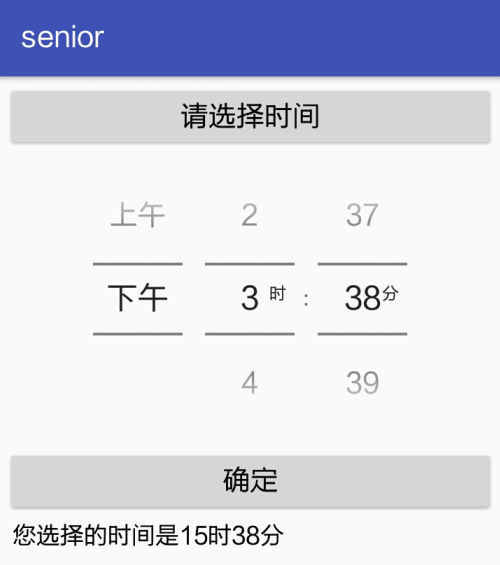 senior
请选择时间
上午 2 37
下午 3 时 : 38分
4 39
确定
您选择的时间是15时38分